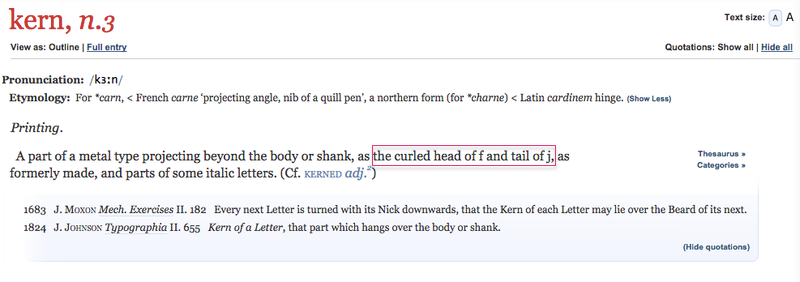 kern, n.3
Text size: A A
View as: Outline | Full entry
Quotations: Show all | Hide all
Pronunciation: /kɜːn/
Etymology: For *carn, < French carne ‘projecting angle, nib of a quill pen’, a northern form (for *charne) < Latin cardinem hinge. (Show Less)
Printing.
A part of a metal type projecting beyond the body or shank, as the curled head of f and tail of j, as
formerly made, and parts of some italic letters. (Cf. KERNED adj.²)
Thesaurus »
Categories »
1683 J. MOXON Mech. Exercises II. 182 Every next Letter is turned with its Nick downwards, that the Kern of each Letter may lie over the Beard of its next.
1824 J. JOHNSON Typographia II. 655 Kern of a Letter, that part which hangs over the body or shank.
(Hide quotations)